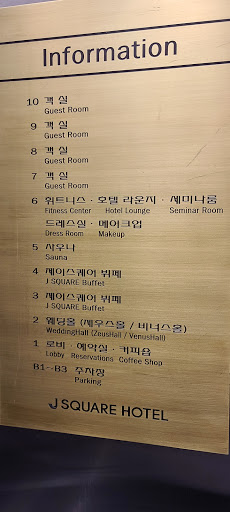 Information
10 객 실
Guest Room
9 객 실
Guest Room
8 객 실
Guest Room
7 객 실
Guest Room
6 휘트니스 · 호텔 라운지 · 세미나룸
Fitness Center Hotel Lounge Seminar Room
드레스실 · 메이크업
Dress Room Makeup
5 사우나
Sauna
4 제이스퀘어 뷔페
J SQUARE Buffet
3 제이스퀘어 뷔페
J SQUARE Buffet
2 웨딩홀 (제우스홀 / 비너스홀)
WeddingHall (ZeusHall / VenusHall)
1 로비 · 예약실 · 커피숍
Lobby Reservations Coffee Shop
B1~B3 주차장
Parking
J SQUARE HOTEL